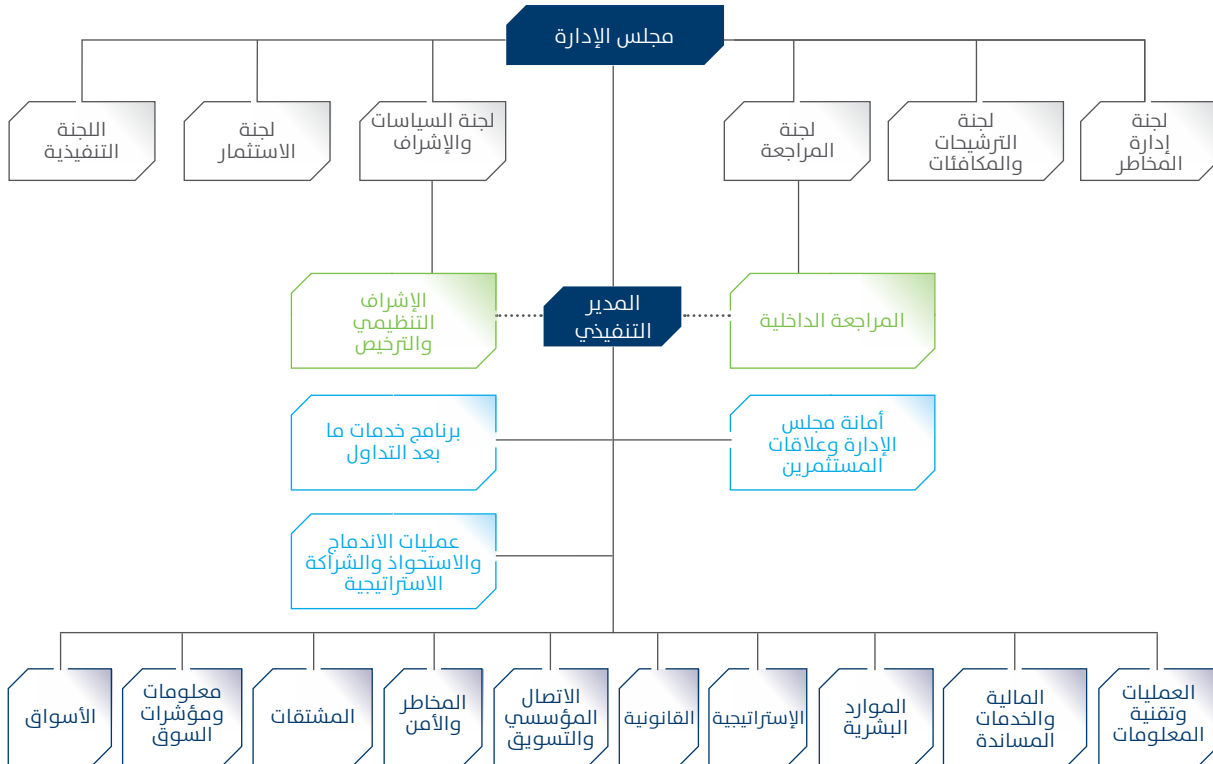 مجلس الإدارة
لجنة
إدارة
المخاطر
لجنة
الترشيحات
والمكافئات
لجنة
المراجعة
لجنة السياسات
والإشراف
لجنة
الاستثمار
اللجنة
التنفيذية
المراجعة الداخلية
المدير
التنفيذي
الإشراف
التنظيمي
والترخيص
أمانة مجلس
الإدارة وعلاقات
المستثمرين
برنامج خدمات ما
بعد التداول
عمليات الاندماج
والاستحواذ والشراكة
الاستراتيجية
العمليات
وتقنية
المعلومات
المالية
والخدمات
المساندة
الموارد
البشرية
الإستراتيجية
القانونية
الاتصال
المؤسسي
والتسويق
المخاطر
والأمن
المشتقات
معلومات
ومؤشرات
السوق
الأسواق